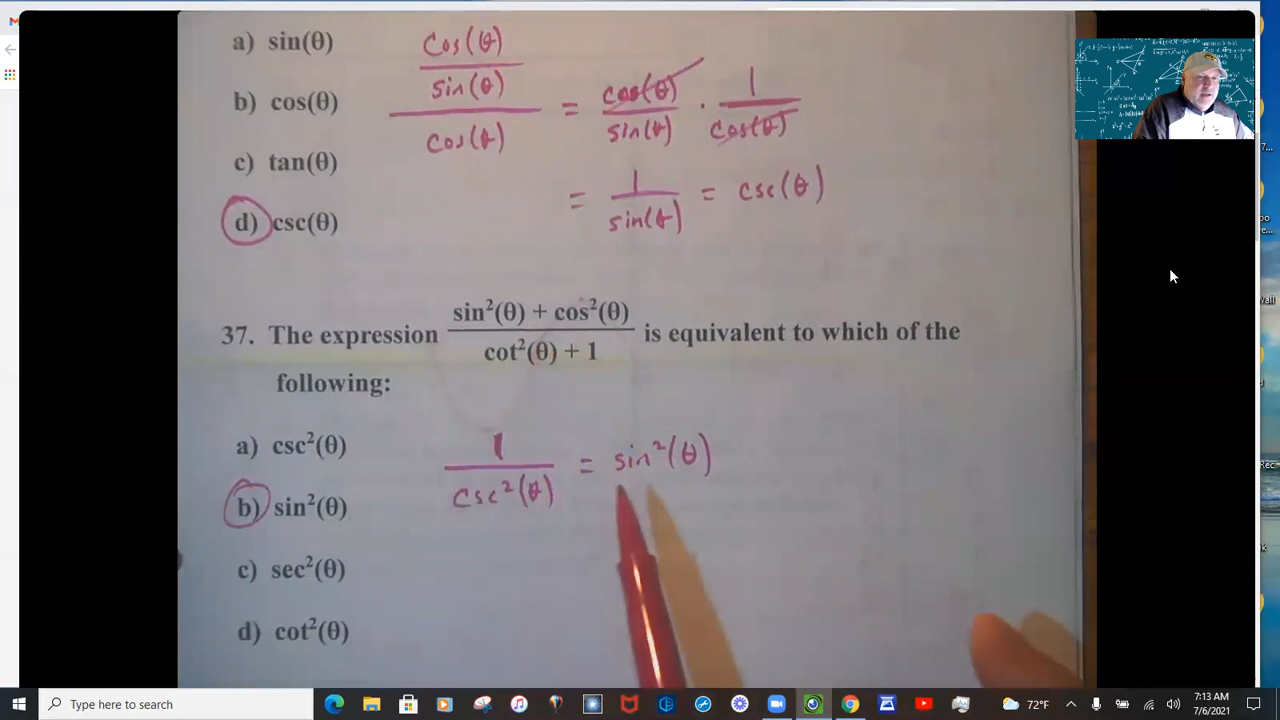 a) sin(θ)
cos(θ)
sin(θ)
cos(θ)
= cos(θ) / sin(θ) · 1 / cos(θ)
b) cos(θ)
c) tan(θ)
= 1 / sin(θ) = csc(θ)
d) csc(θ)
37. The expression sin²(θ) + cos²(θ) / cot²(θ) + 1 is equivalent to which of the
following:
a) csc²(θ)
1 / csc²(θ) = sin²(θ)
b) sin²(θ)
c) sec²(θ)
d) cot²(θ)
Type here to search
72°F
7:13 AM
7/6/2021